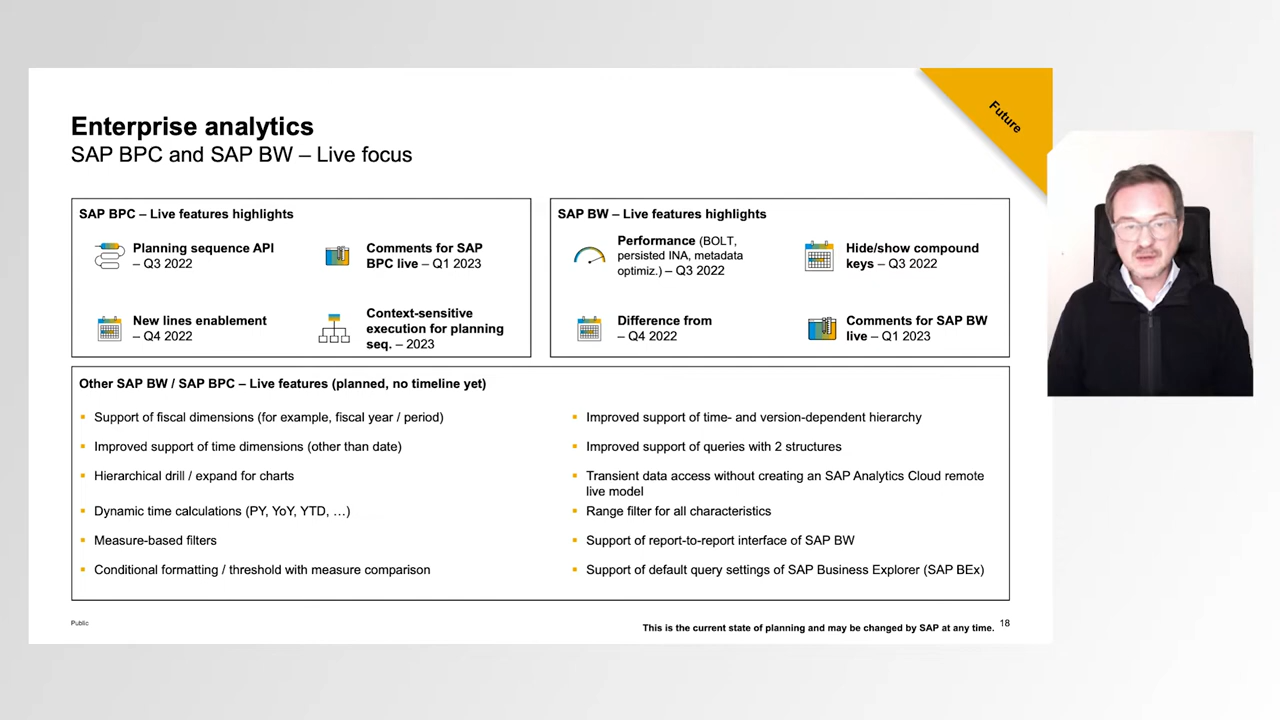 Future
Enterprise analytics
SAP BPC and SAP BW – Live focus
SAP BPC – Live features highlights
Planning sequence API
– Q3 2022
Comments for SAP
BPC live – Q1 2023
New lines enablement
– Q4 2022
Context-sensitive
execution for planning
seq. – 2023
SAP BW – Live features highlights
Performance (BOLT,
persisted INA, metadata
optimiz.) – Q3 2022
Hide/show compound
keys – Q3 2022
Difference from
– Q4 2022
Comments for SAP BW
live – Q1 2023
Other SAP BW / SAP BPC – Live features (planned, no timeline yet)
Support of fiscal dimensions (for example, fiscal year / period)
Improved support of time dimensions (other than date)
Hierarchical drill / expand for charts
Dynamic time calculations (PY, YoY, YTD, …)
Measure-based filters
Conditional formatting / threshold with measure comparison
Improved support of time- and version-dependent hierarchy
Improved support of queries with 2 structures
Transient data access without creating an SAP Analytics Cloud remote
live model
Range filter for all characteristics
Support of report-to-report interface of SAP BW
Support of default query settings of SAP Business Explorer (SAP BEx)
Public
This is the current state of planning and may be changed by SAP at any time.
18